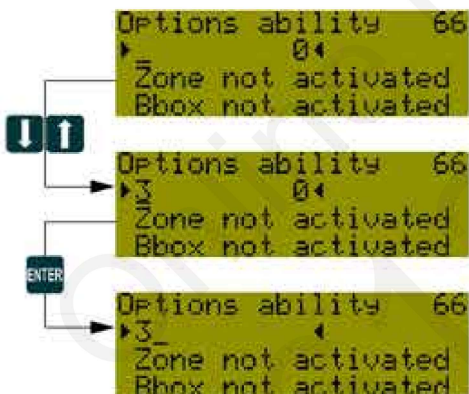 Options ability 66
_ 0
Zone not activated
Bbox not activated
Options ability 66
3 0
Zone not activated
Bbox not activated
ENTER
Options ability 66
3_
Zone not activated
Bbox not activated